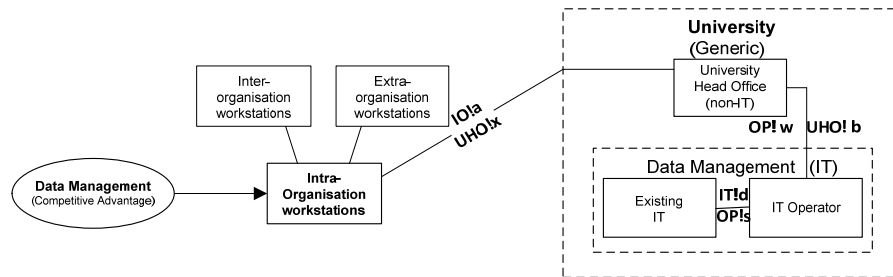 University
(Generic)
Inter-
organisation
workstations
Extra-
organisation
workstations
University
Head Office
(non-IT)
IO!a
UHO!x
OP! w
UHO! b
Data Management (IT)
Data Management
(Competitive Advantage)
Intra-
Organisation
workstations
Existing
IT
IT!d
OP!s
IT Operator